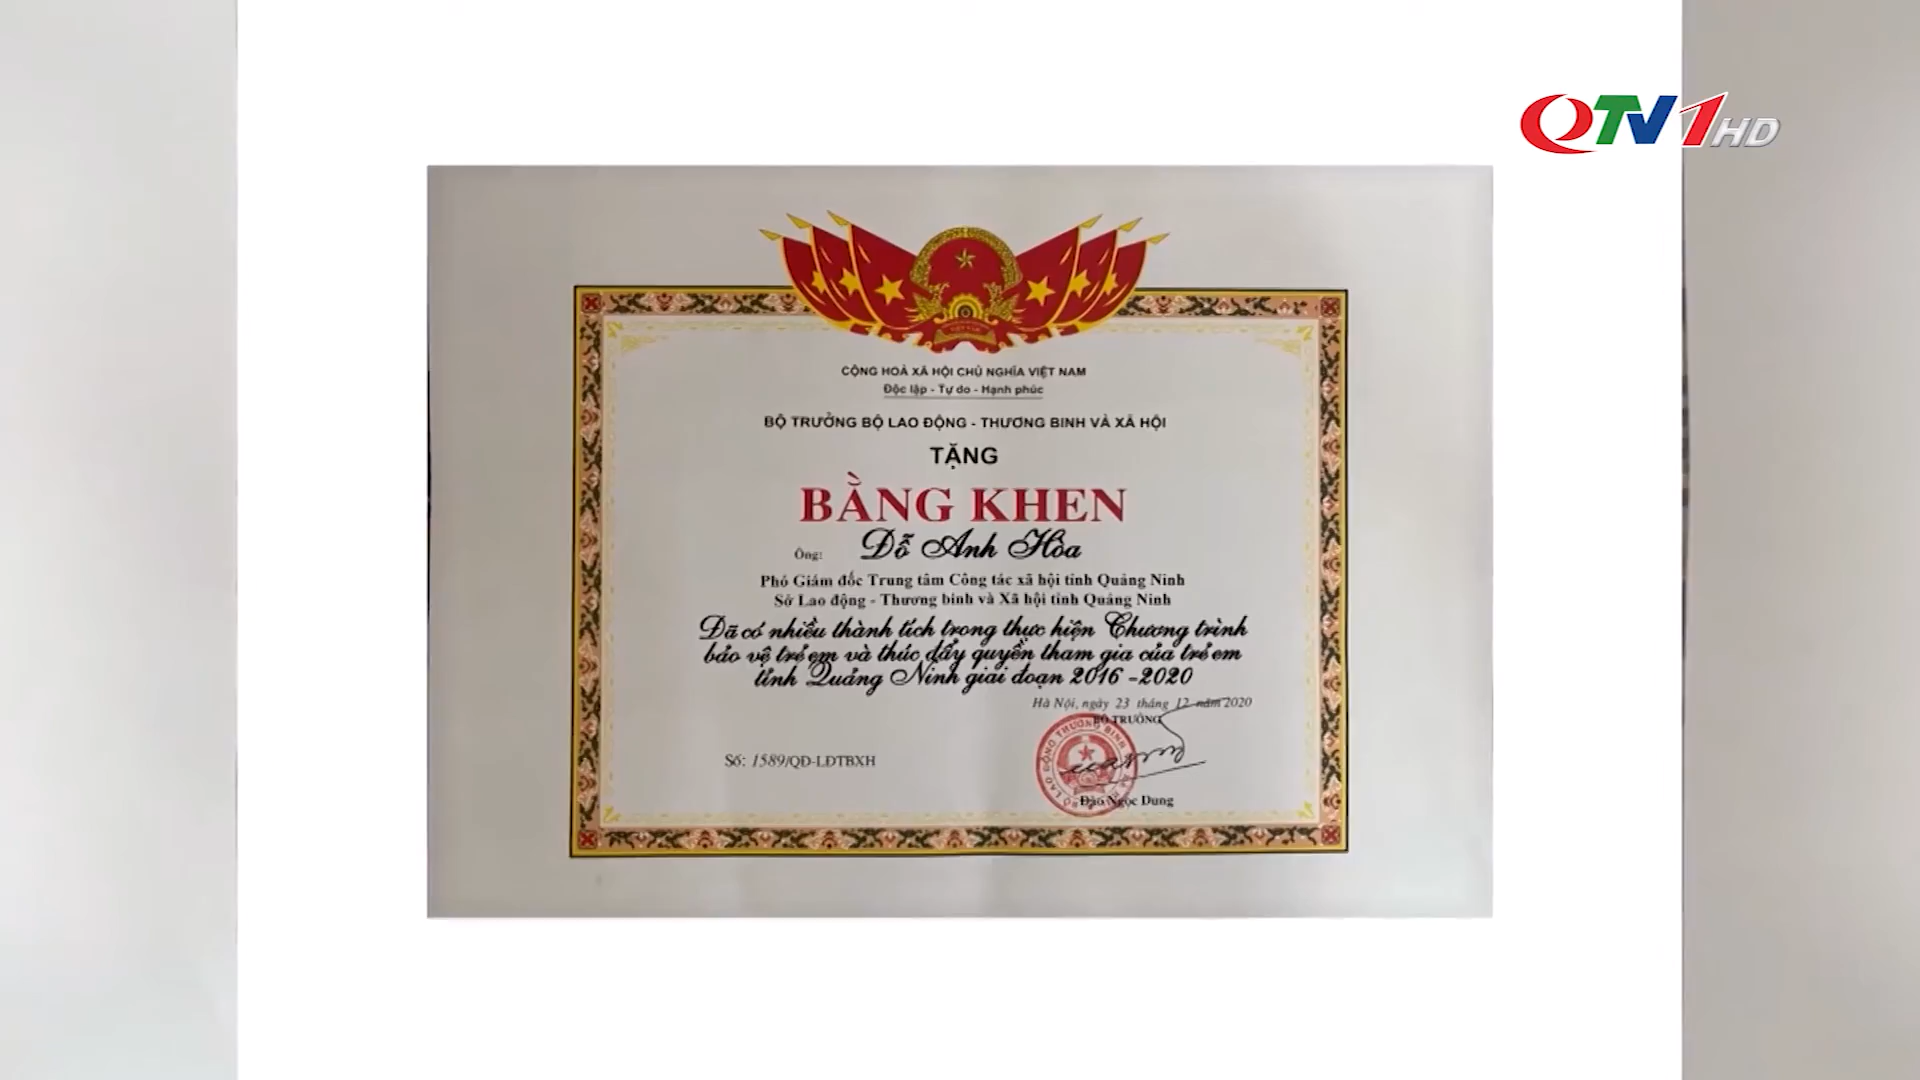 QTV1HD
CỘNG HOÀ XÃ HỘI CHỦ NGHĨA VIỆT NAM
Độc lập - Tự do - Hạnh phúc
BỘ TRƯỞNG BỘ LAO ĐỘNG - THƯƠNG BINH VÀ XÃ HỘI
TẶNG
BẰNG KHEN
Ông: Đỗ Anh Hòa
Phó Giám đốc Trung tâm Công tác xã hội tỉnh Quảng Ninh
Sở Lao động - Thương binh và Xã hội tỉnh Quảng Ninh
Đã có nhiều thành tích trong thực hiện Chương trình
bảo vệ trẻ em và thúc đẩy quyền tham gia của trẻ em
tỉnh Quảng Ninh giai đoạn 2016 -2020
Hà Nội, ngày 23 tháng 12 năm 2020
BỘ TRƯỞNG
Số: 1589/QĐ-LĐTBXH
Đào Ngọc Dung